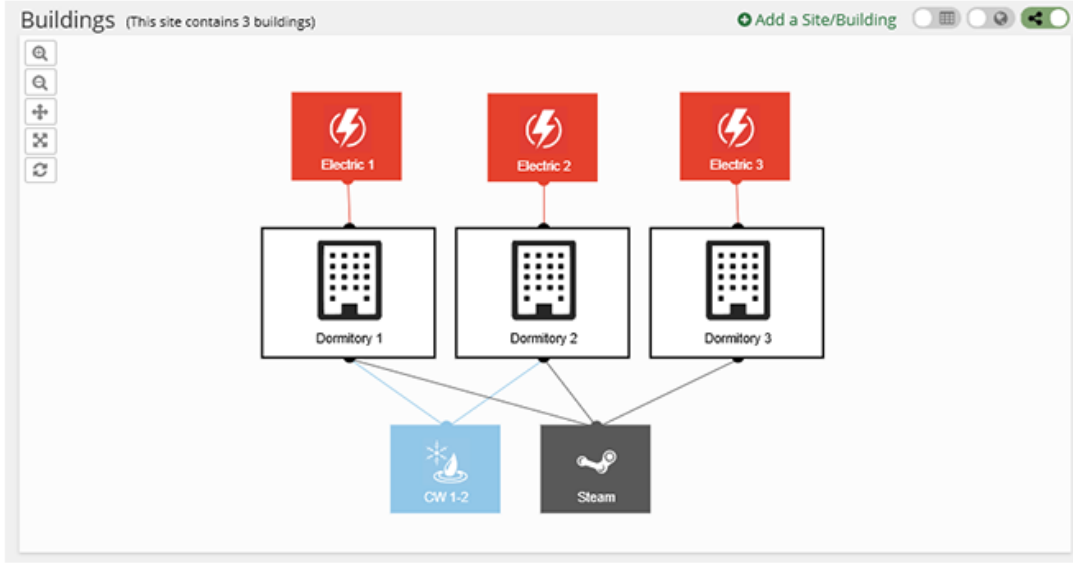 Buildings (This site contains 3 buildings)
Add a Site/Building
Electric 1
Electric 2
Electric 3
Dormitory 1
Dormitory 2
Dormitory 3
CW 1-2
Steam